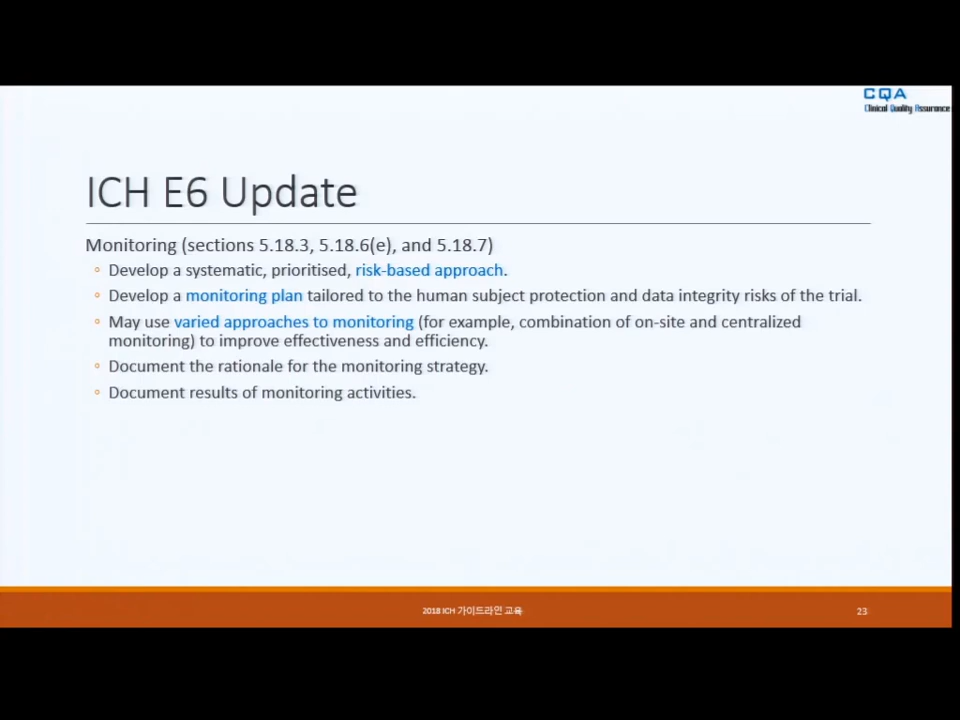 CQA
Clinical Quality Assurance
ICH E6 Update
Monitoring (sections 5.18.3, 5.18.6(e), and 5.18.7)
◦ Develop a systematic, prioritised, risk-based approach.
◦ Develop a monitoring plan tailored to the human subject protection and data integrity risks of the trial.
◦ May use varied approaches to monitoring (for example, combination of on-site and centralized
monitoring) to improve effectiveness and efficiency.
◦ Document the rationale for the monitoring strategy.
◦ Document results of monitoring activities.
2018 ICH 가이드라인 교육
23